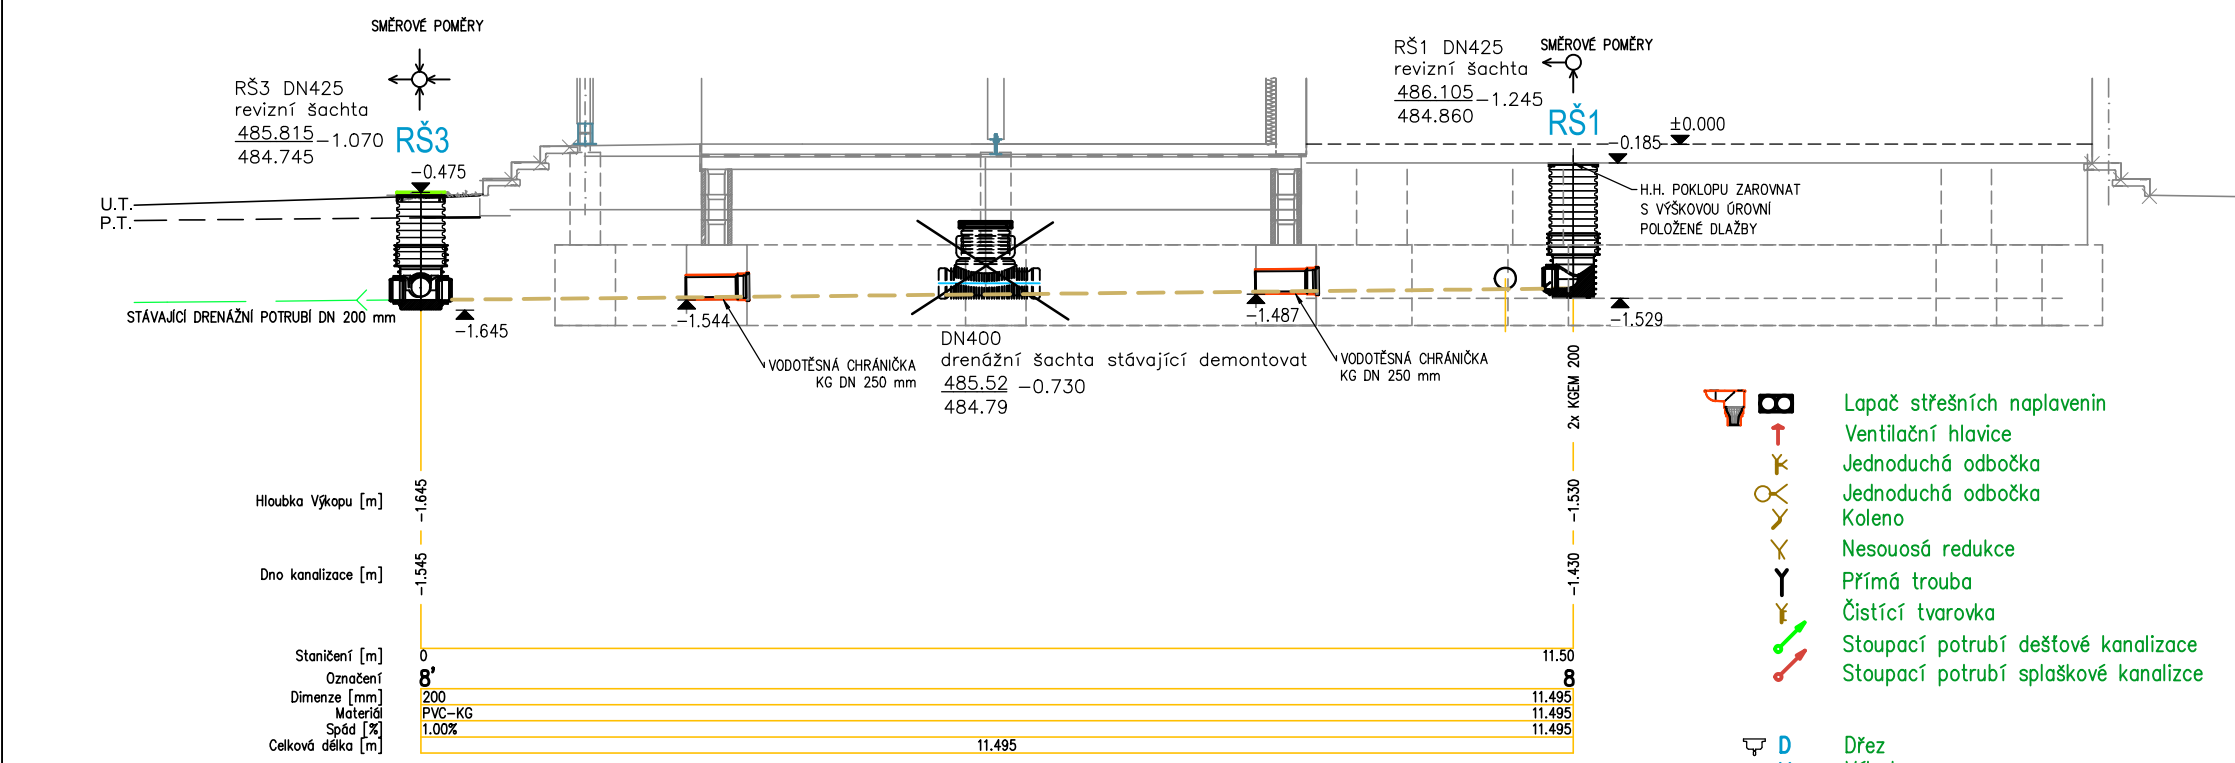 SMĚROVÉ POMĚRY
RŠ3 DN425
revizní šachta
485.815 -1.070
484.745
RŠ3
-0.475
U.T.
P.T.
STÁVAJÍCÍ DRENÁŽNÍ POTRUBÍ DN 200 mm
-1.645
-1.544
VODOTĚSNÁ CHRÁNIČKA
KG DN 250 mm
DN400
drenážní šachta stávající demontovat
485.52 -0.730
484.79
-1.487
VODOTĚSNÁ CHRÁNIČKA
KG DN 250 mm
RŠ1 DN425
revizní šachta
486.105 -1.245
484.860
SMĚROVÉ POMĚRY
RŠ1
±0.000
-0.185
H.H. POKLOPU ZAROVNAT
S VÝŠKOVOU ÚROVNÍ
POLOŽENÉ DLAŽBY
-1.529
2x KGEM 200
Hloubka Výkopu [m] -1.645 -1.530
Dno kanalizace [m] -1.545 -1.430
Staničení [m] 0 11.50
Označení 8' 8
Dimenze [mm] 200 11.495
Materiál PVC-KG 11.495
Spád [%] 1.00% 11.495
Celková délka [m] 11.495
Lapač střešních naplavenin
Ventilační hlavice
Jednoduchá odbočka
Jednoduchá odbočka
Koleno
Nesouosá redukce
Přímá trouba
Čistící tvarovka
Stoupací potrubí dešťové kanalizace
Stoupací potrubí splaškové kanalizce
D Dřez